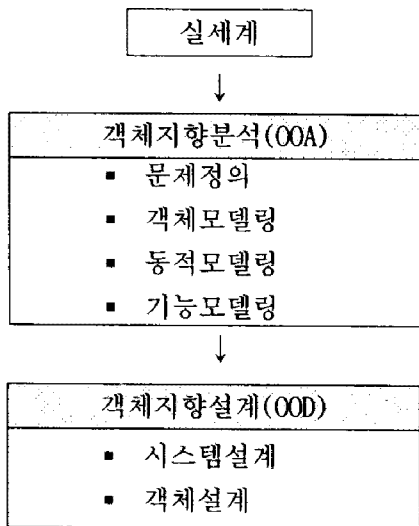 실세계
↓
객체지향분석(OOA)
▪ 문제정의
▪ 객체모델링
▪ 동적모델링
▪ 기능모델링
↓
객체지향설계(OOD)
▪ 시스템설계
▪ 객체설계